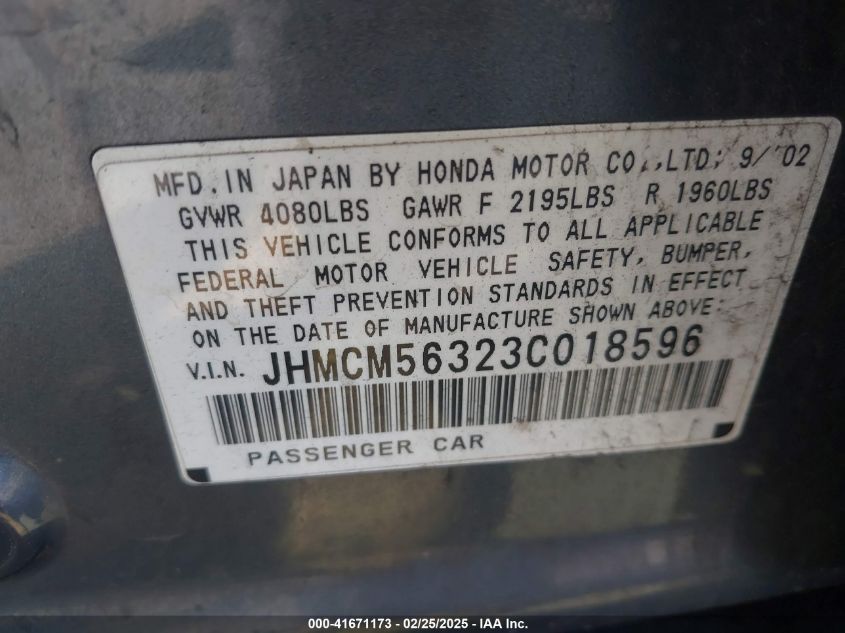 MFD. IN JAPAN BY HONDA MOTOR CO.,LTD; 9/'02
GVWR 4080LBS GAWR F 2195LBS R 1960LBS
THIS VEHICLE CONFORMS TO ALL APPLICABLE
FEDERAL MOTOR VEHICLE SAFETY, BUMPER,
AND THEFT PREVENTION STANDARDS IN EFFECT
ON THE DATE OF MANUFACTURE SHOWN ABOVE:
V.I.N. JHMCM56323C018596
PASSENGER CAR
000-41671173 - 02/25/2025 - IAA Inc.